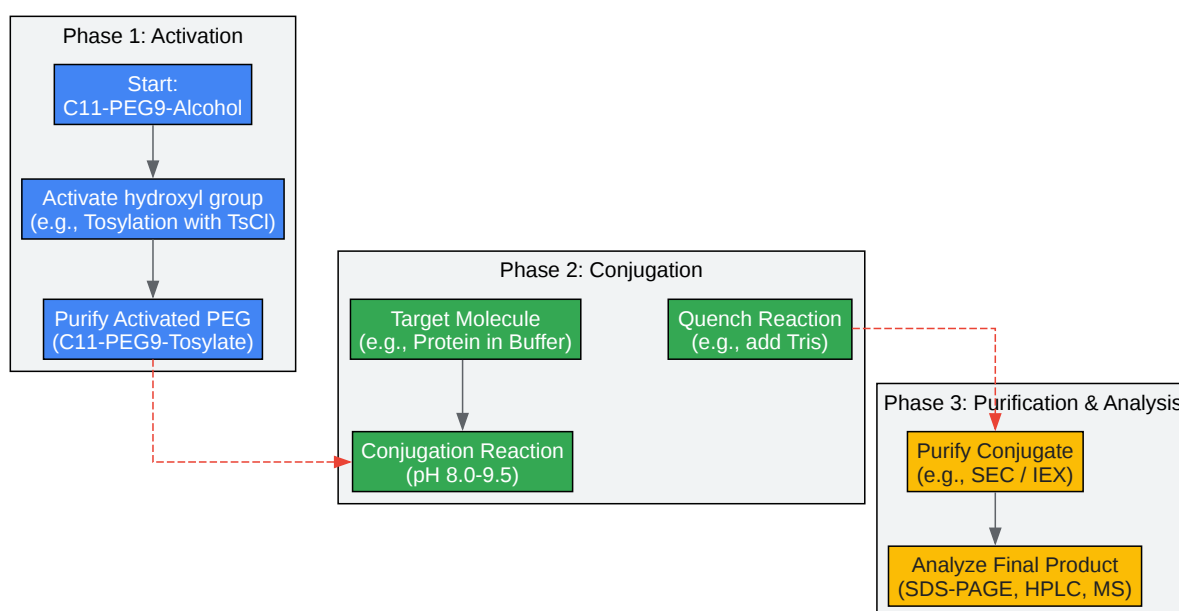 Phase 1: Activation
Start:
C11-PEG9-Alcohol
Activate hydroxyl group
(e.g., Tosylation with TsCl)
Purify Activated PEG
(C11-PEG9-Tosylate)
Phase 2: Conjugation
Target Molecule
(e.g., Protein in Buffer)
Quench Reaction
(e.g., add Tris)
Conjugation Reaction
(pH 8.0-9.5)
Phase 3: Purification & Analysis
Purify Conjugate
(e.g., SEC / IEX)
Analyze Final Product
(SDS-PAGE, HPLC, MS)